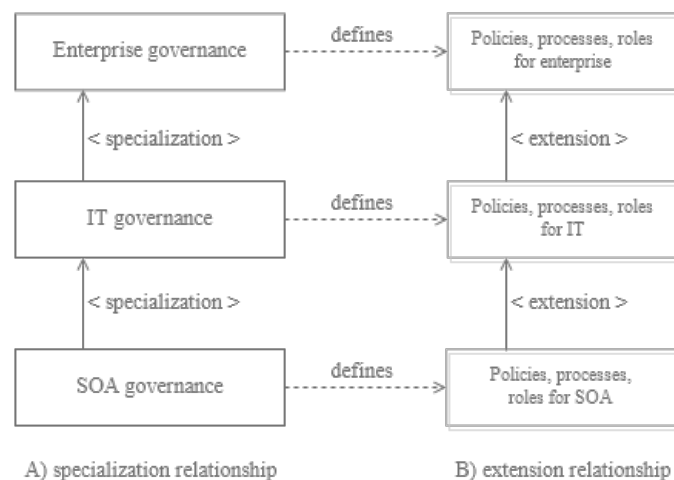 Enterprise governance
defines
Policies, processes, roles
for enterprise
< specialization >
< extension >
IT governance
defines
Policies, processes, roles
for IT
< specialization >
< extension >
SOA governance
defines
Policies, processes,
roles for SOA
A) specialization relationship
B) extension relationship